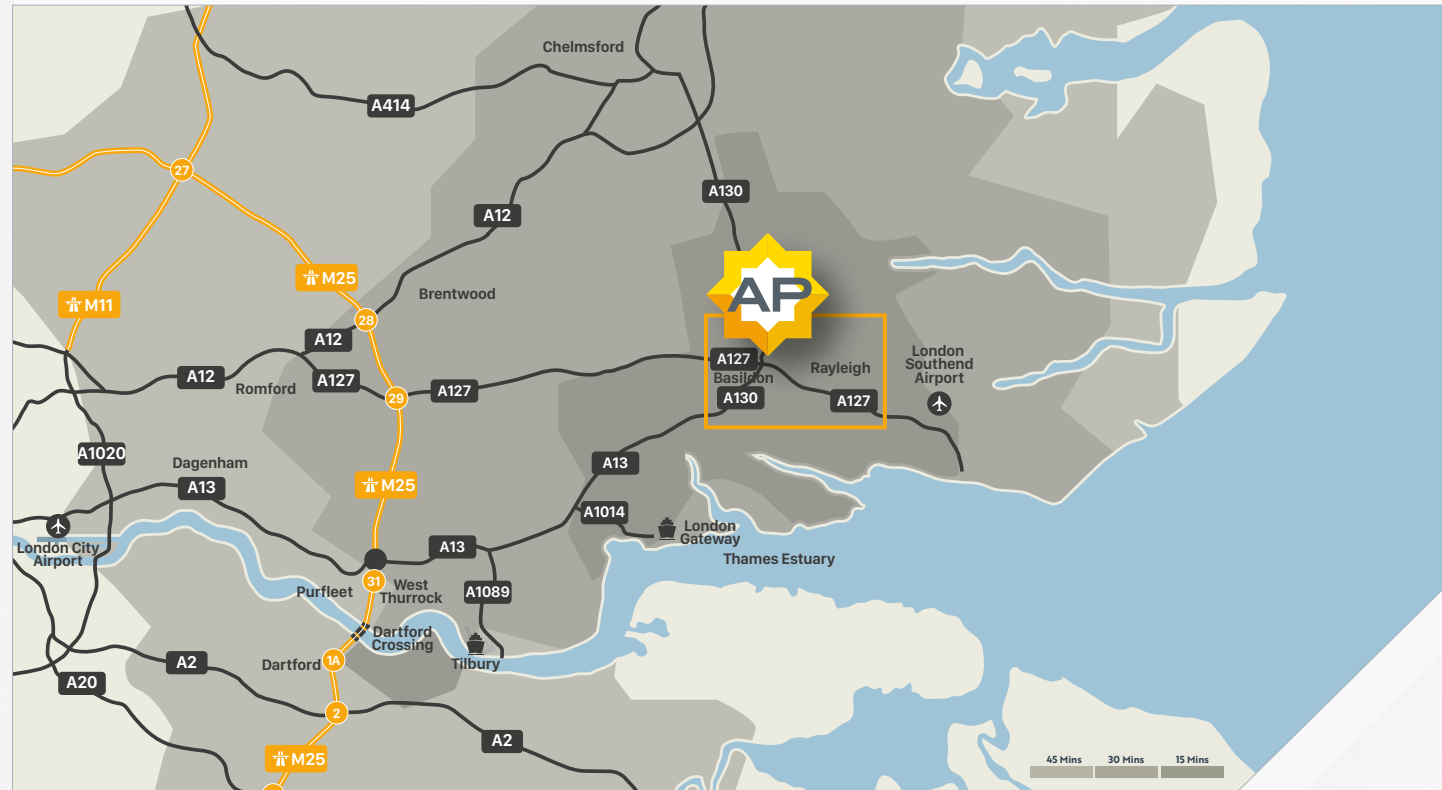 Chelmsford
A414
27
A130
A12
M25
M11
Brentwood
28
AP
A12
A127
Rayleigh
London
Southend
Airport
A12
A127
Basildon
Romford
29
A127
A130
A127
A1020
Dagenham
A13
A13
M25
A1014
London
Gateway
London City
Airport
A13
Thames Estuary
31
West
Thurrock
Purfleet
A1089
Dartford
Crossing
A2
Dartford
1A
Tilbury
A20
2
A2
M25
45 Mins
30 Mins
15 Mins